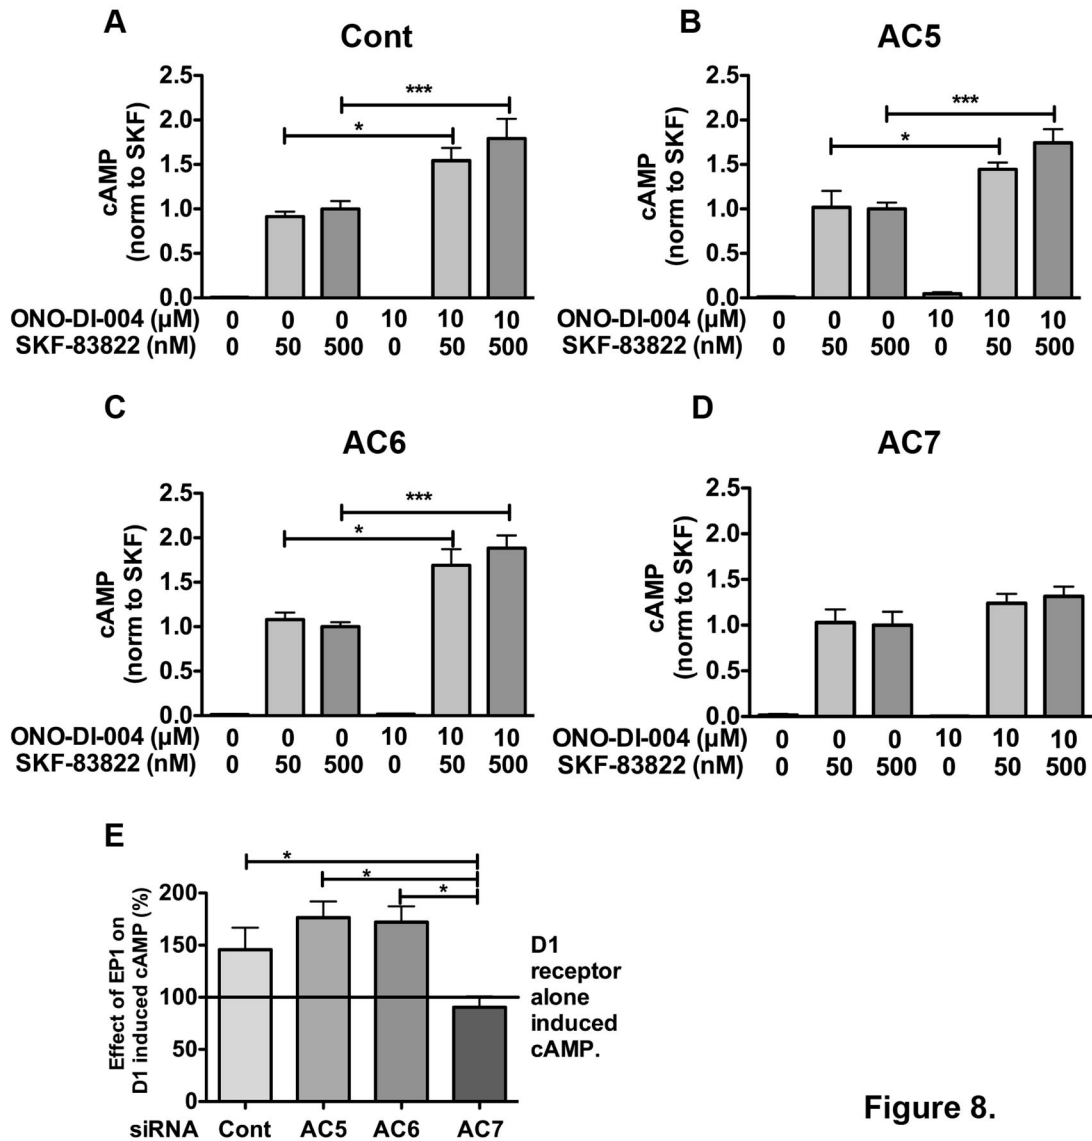 A
Cont
cAMP
(norm to SKF)
2.5
2.0
1.5
1.0
0.5
0.0
*
***
ONO-DI-004 (µM) 0 0 0 10 10 10
SKF-83822 (nM) 0 50 500 0 50 500
B
AC5
cAMP
(norm to SKF)
2.5
2.0
1.5
1.0
0.5
0.0
*
***
ONO-DI-004 (µM) 0 0 0 10 10 10
SKF-83822 (nM) 0 50 500 0 50 500
C
AC6
cAMP
(norm to SKF)
2.5
2.0
1.5
1.0
0.5
0.0
*
***
ONO-DI-004 (µM) 0 0 0 10 10 10
SKF-83822 (nM) 0 50 500 0 50 500
D
AC7
cAMP
(norm to SKF)
2.5
2.0
1.5
1.0
0.5
0.0
ONO-DI-004 (µM) 0 0 0 10 10 10
SKF-83822 (nM) 0 50 500 0 50 500
E
Effect of EP1 on
D1 induced cAMP (%)
200
150
100
50
0
*
*
*
siRNA Cont AC5 AC6 AC7
D1
receptor
alone
induced
cAMP.
Figure 8.